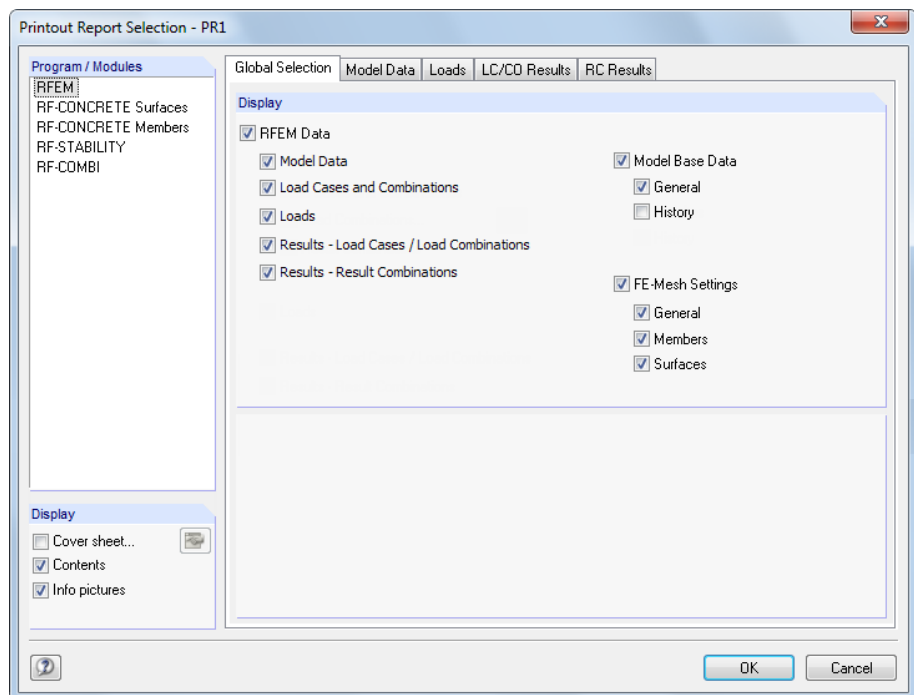 Printout Report Selection - PR1
Program / Modules
RFEM
RF-CONCRETE Surfaces
RF-CONCRETE Members
RF-STABILITY
RF-COMBI
Display
Cover sheet...
Contents
Info pictures
Global Selection
Model Data
Loads
LC/CO Results
RC Results
Display
RFEM Data
Model Data
Load Cases and Combinations
Loads
Results - Load Cases / Load Combinations
Results - Result Combinations
Model Base Data
General
History
FE-Mesh Settings
General
Members
Surfaces
OK
Cancel